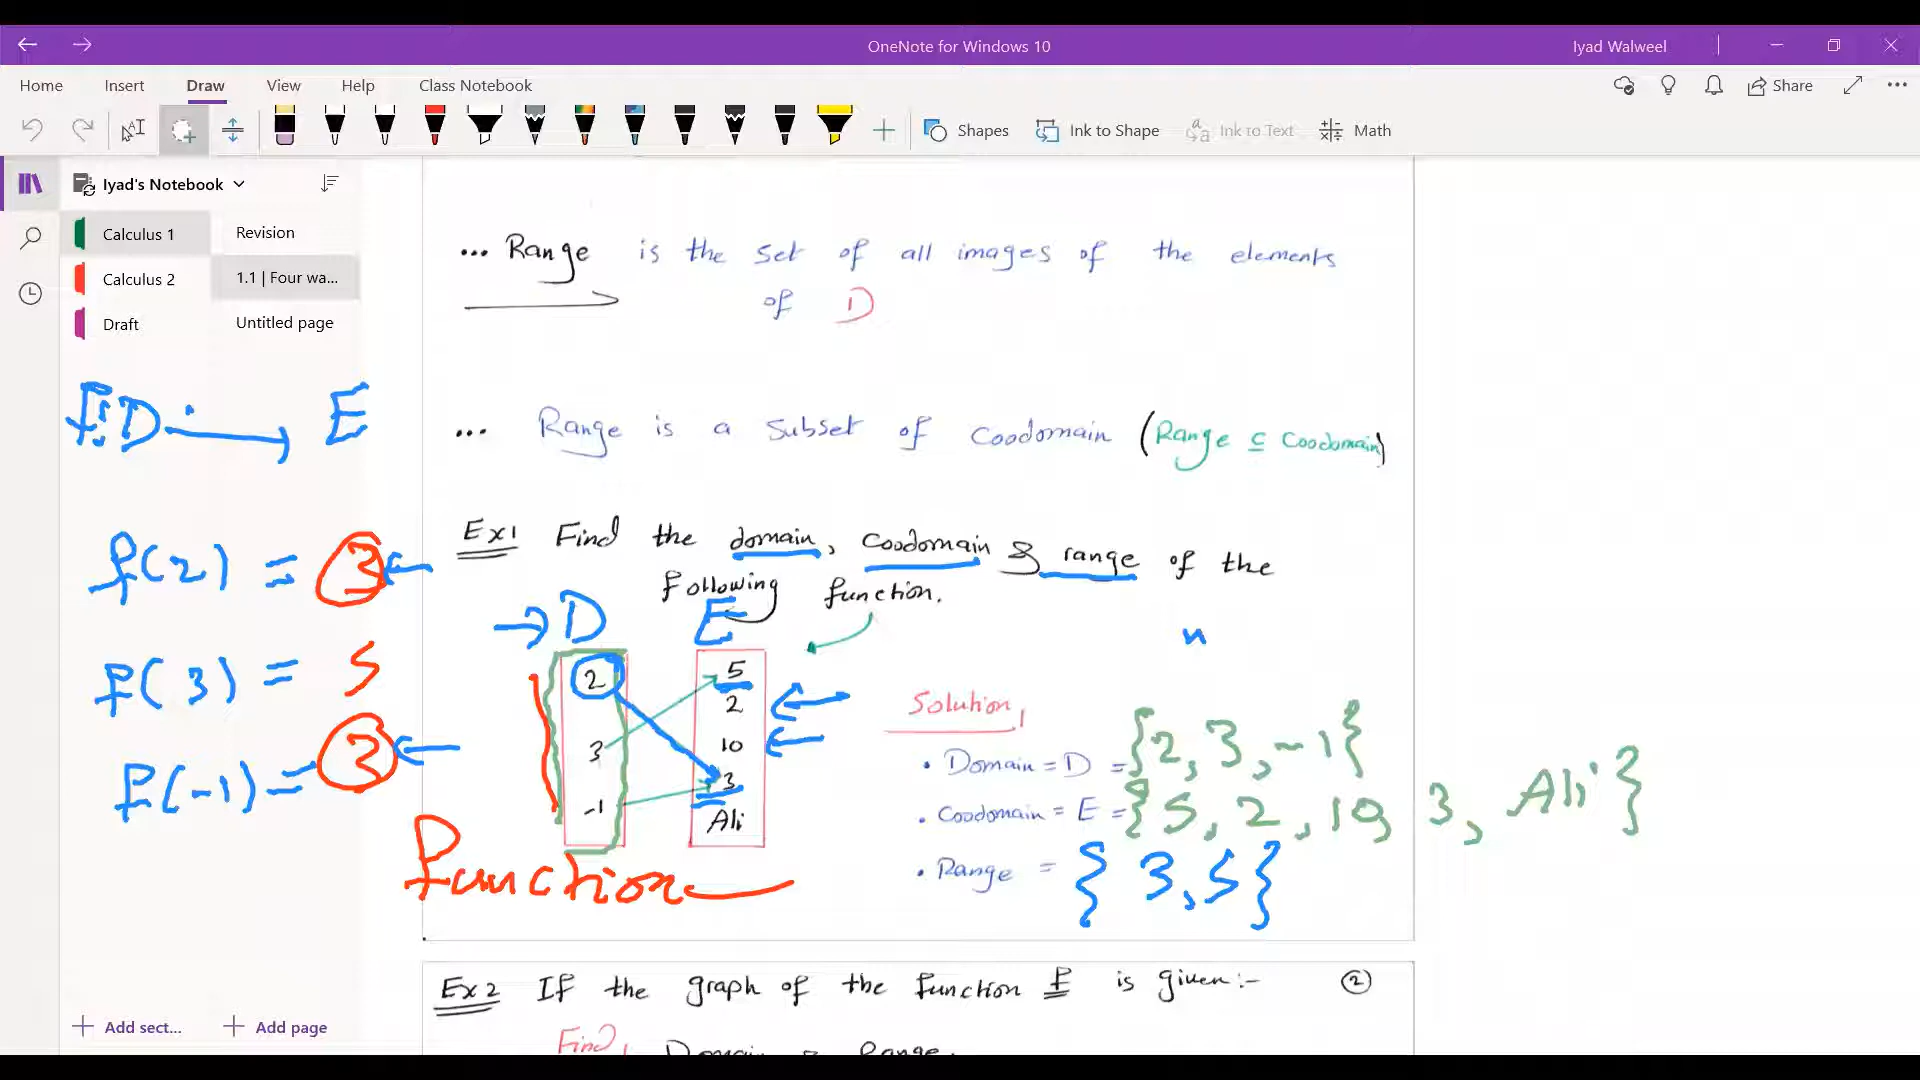 OneNote for Windows 10
Iyad Walweel
Home Insert Draw View Help Class Notebook
Share
Shapes Ink to Shape Ink to Text Math
Iyad's Notebook
Calculus 1
Calculus 2
Draft
Revision
1.1 | Four wa...
Untitled page
... Range is the set of all images of the elements
of D
... Range is a subset of Coodomain (Range ⊆ Coodomain)
f: D → E
f(2) = 3
f(3) = 5
f(-1) = 3
Ex1 Find the domain, Coodomain & range of the
following function.
D E
2 5
2
3 10
3
-1 Ali
Function
Solution,
• Domain = D = {2, 3, -1}
• Coodomain = E = {5, 2, 10, 3, Ali}
• Range = {3, 5}
Ex2 If the graph of the function f is given:- 2
Find, Domain & Range.
Add sect...
Add page